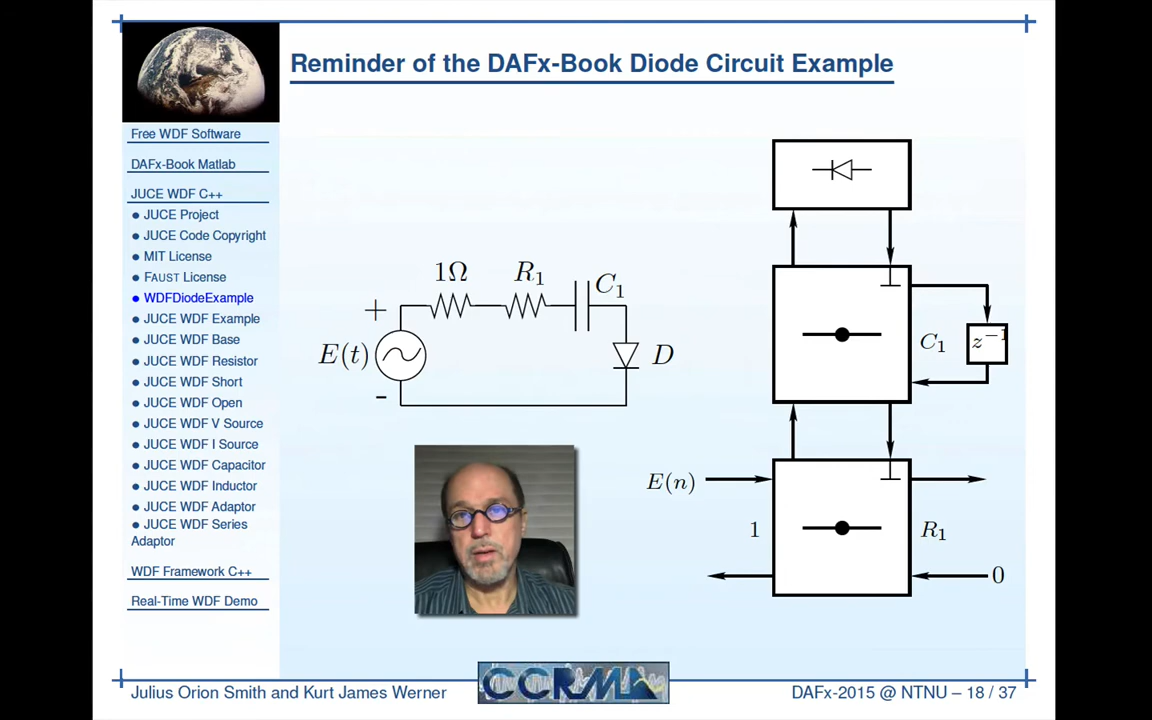 Reminder of the DAFx-Book Diode Circuit Example
Free WDF Software
DAFx-Book Matlab
JUCE WDF C++
● JUCE Project
● JUCE Code Copyright
● MIT License
● FAUST License
● WDFDiodeExample
● JUCE WDF Example
● JUCE WDF Base
● JUCE WDF Resistor
● JUCE WDF Short
● JUCE WDF Open
● JUCE WDF V Source
● JUCE WDF I Source
● JUCE WDF Capacitor
● JUCE WDF Inductor
● JUCE WDF Adaptor
● JUCE WDF Series
Adaptor
WDF Framework C++
Real-Time WDF Demo
1Ω R₁ C₁
+
E(t) D
-
C₁ z⁻¹
E(n)
1 R₁
0
Julius Orion Smith and Kurt James Werner
CCRMA
DAFx-2015 @ NTNU – 18 / 37